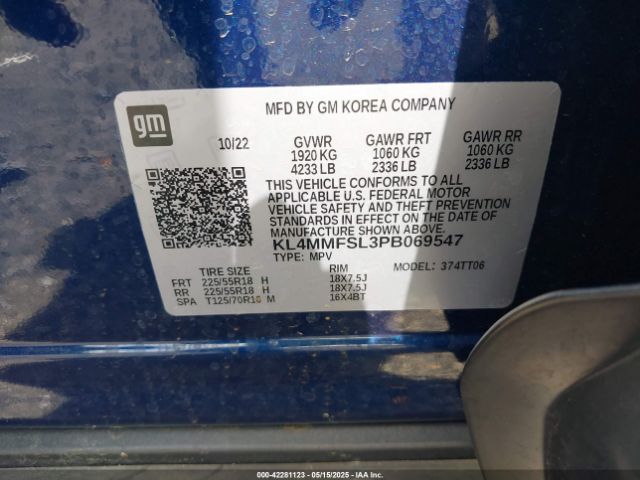 MFD BY GM KOREA COMPANY
gm
10/22 GVWR GAWR FRT GAWR RR
1920 KG 1060 KG 1060 KG
4233 LB 2336 LB 2336 LB
THIS VEHICLE CONFORMS TO ALL
APPLICABLE U.S. FEDERAL MOTOR
VEHICLE SAFETY AND THEFT PREVENTION
STANDARDS IN EFFECT ON THE DATE OF
MANUFACTURE SHOWN ABOVE.
KL4MMFSL3PB069547
TYPE: MPV MODEL: 374TT06
TIRE SIZE RIM
FRT 225/55R18 H 18X7.5J
RR 225/55R18 H 18X7.5J
SPA T125/70R16 M 16X4BT
000-42281123 - 05/15/2025 - IAAI.COM